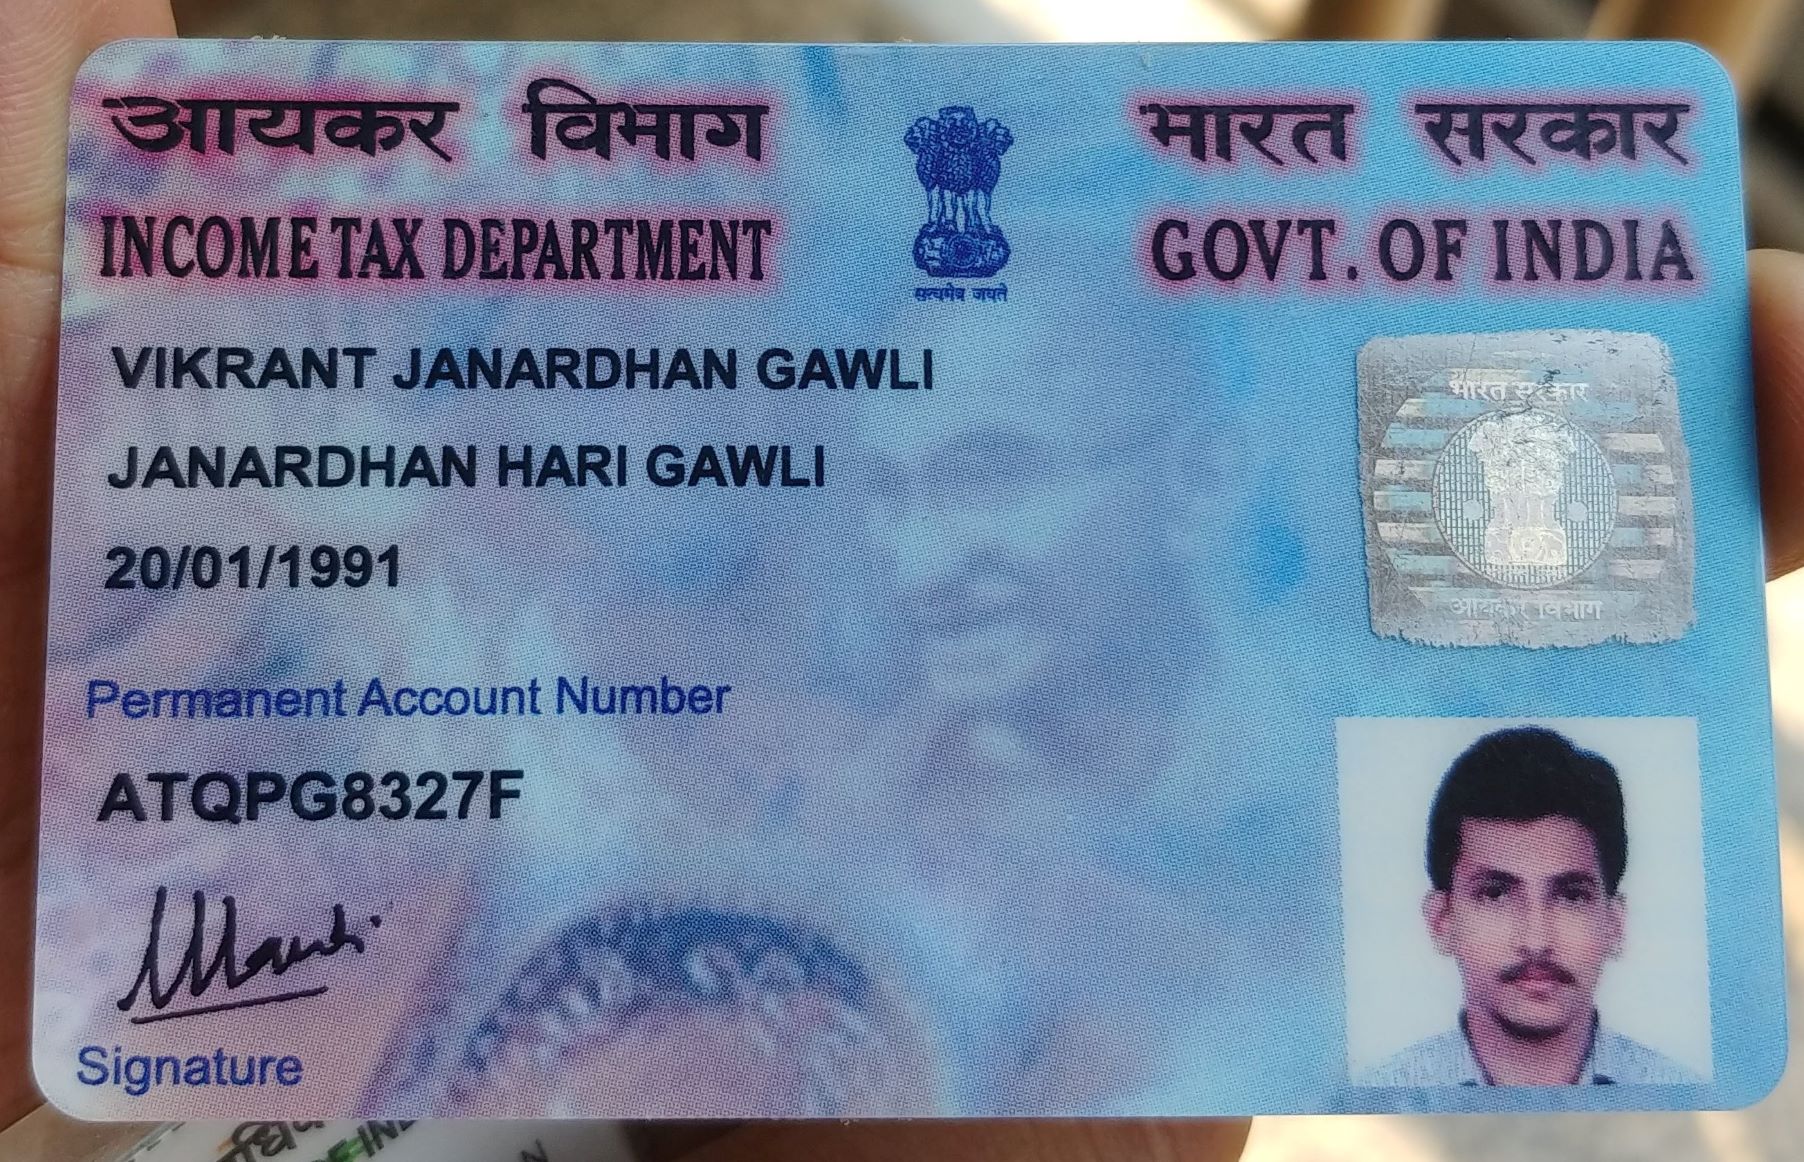 आयकर विभाग
INCOME TAX DEPARTMENT
सत्यमेव जयते
भारत सरकार
GOVT. OF INDIA
VIKRANT JANARDHAN GAWLI
JANARDHAN HARI GAWLI
20/01/1991
Permanent Account Number
ATQPG8327F
Signature
भारत सरकार
आयकर विभाग